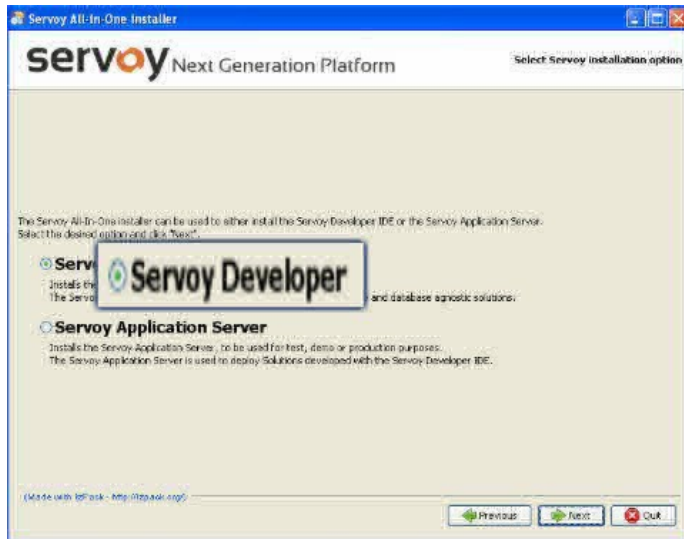 Servoy All-In-One Installer
servoy Next Generation Platform
Select Servoy installation option
The Servoy All-In-One installer can be used to either install the Servoy Developer IDE or the Servoy Application Server.
Select the desired option and click "Next".
Serv
Servoy Developer
Installs the
The Servo and database agnostic solutions.
Servoy Application Server
Installs the Servoy Application Server, to be used for test, demo or production purposes.
The Servoy Application Server is used to deploy Solutions developed with the Servoy Developer IDE.
(Made with IzPack - http://izpack.org/)
Previous
Next
Quit